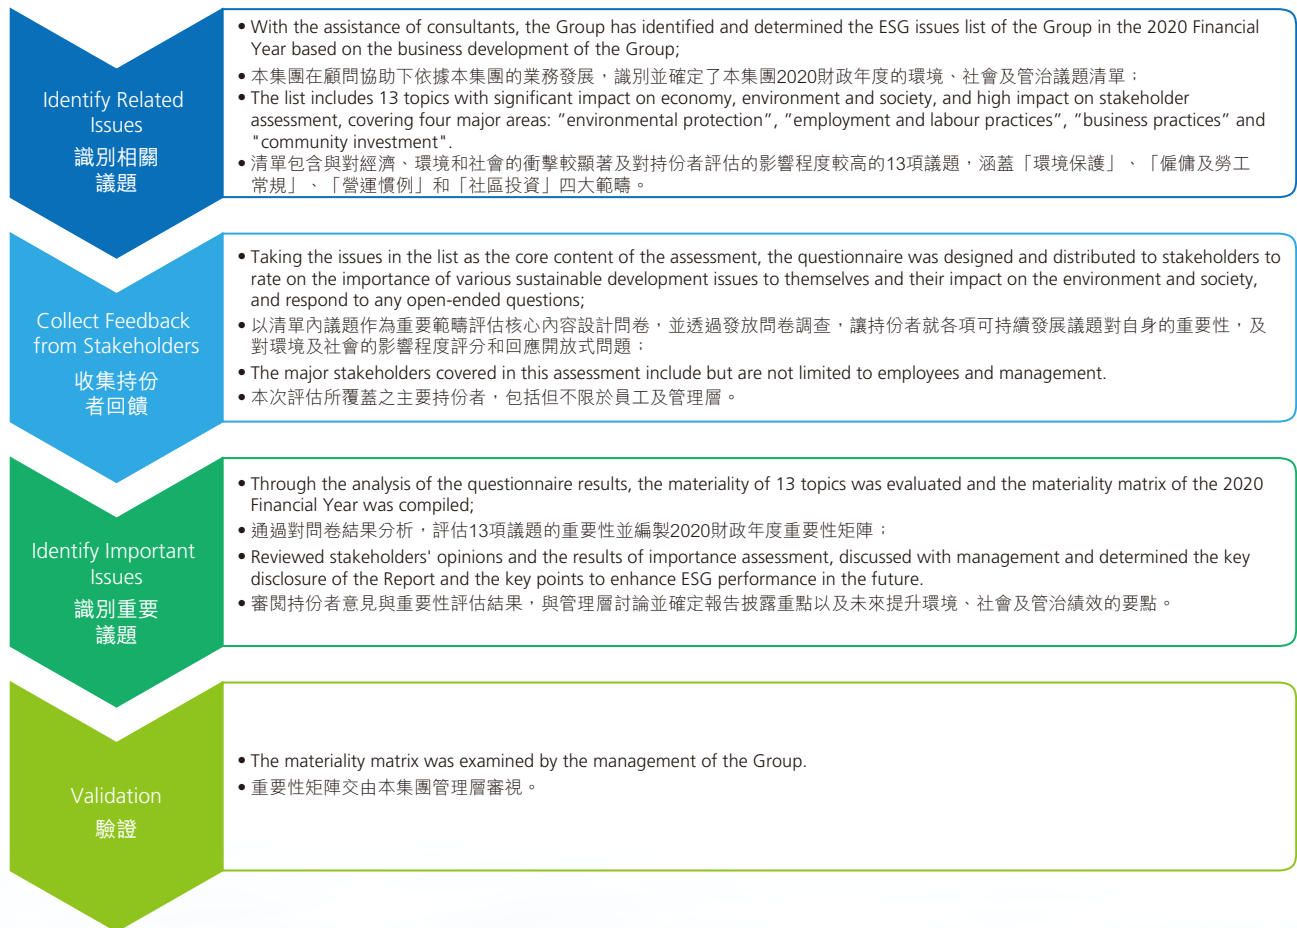 Identify Related
Issues
識別相關
議題
• With the assistance of consultants, the Group has identified and determined the ESG issues list of the Group in the 2020 Financial
Year based on the business development of the Group;
• 本集團在顧問協助下依據本集團的業務發展，識別並確定了本集團2020財政年度的環境、社會及管治議題清單；
• The list includes 13 topics with significant impact on economy, environment and society, and high impact on stakeholder
assessment, covering four major areas: “environmental protection”, “employment and labour practices”, “business practices” and
"community investment".
• 清單包含與對經濟、環境和社會的衝擊較顯著及對持份者評估的影響程度較高的13項議題，涵蓋「環境保護」、「僱傭及勞工
常規」、「營運慣例」和「社區投資」四大範疇。
Collect Feedback
from Stakeholders
收集持份
者回饋
• Taking the issues in the list as the core content of the assessment, the questionnaire was designed and distributed to stakeholders to
rate on the importance of various sustainable development issues to themselves and their impact on the environment and society,
and respond to any open-ended questions;
• 以清單內議題作為重要範疇評估核心內容設計問卷，並透過發放問卷調查，讓持份者就各項可持續發展議題對自身的重要性，及
對環境及社會的影響程度評分和回應開放式問題；
• The major stakeholders covered in this assessment include but are not limited to employees and management.
• 本次評估所覆蓋之主要持份者，包括但不限於員工及管理層。
Identify Important
Issues
識別重要
議題
• Through the analysis of the questionnaire results, the materiality of 13 topics was evaluated and the materiality matrix of the 2020
Financial Year was compiled;
• 通過對問卷結果分析，評估13項議題的重要性並編製2020財政年度重要性矩陣；
• Reviewed stakeholders' opinions and the results of importance assessment, discussed with management and determined the key
disclosure of the Report and the key points to enhance ESG performance in the future.
• 審閱持份者意見與重要性評估結果，與管理層討論並確定報告披露重點以及未來提升環境、社會及管治績效的要點。
Validation
驗證
• The materiality matrix was examined by the management of the Group.
• 重要性矩陣交由本集團管理層審視。